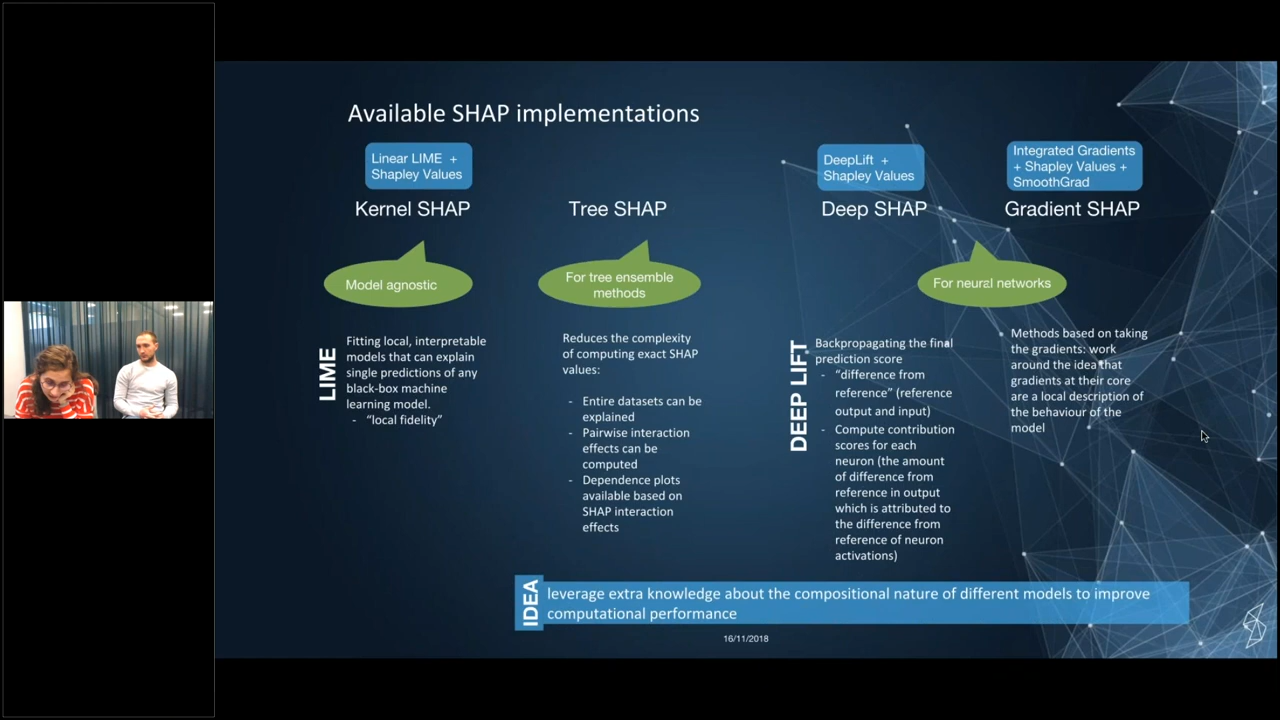 Available SHAP implementations
Linear LIME +
Shapley Values
Kernel SHAP
Model agnostic
LIME
Fitting local, interpretable
models that can explain
single predictions of any
black-box machine
learning model.
- “local fidelity”
Tree SHAP
For tree ensemble
methods
Reduces the complexity
of computing exact SHAP
values:
- Entire datasets can be
explained
- Pairwise interaction
effects can be
computed
- Dependence plots
available based on
SHAP interaction
effects
DeepLift +
Shapley Values
Deep SHAP
Integrated Gradients
+ Shapley Values +
SmoothGrad
Gradient SHAP
For neural networks
DEEP LIFT
Backpropagating the final
prediction score
- “difference from
reference” (reference
output and input)
- Compute contribution
scores for each
neuron (the amount
of difference from
reference in output
which is attributed to
the difference from
reference of neuron
activations)
Methods based on taking
the gradients: work
around the idea that
gradients at their core
are a local description of
the behaviour of the
model
IDEA
leverage extra knowledge about the compositional nature of different models to improve
computational performance
16/11/2018